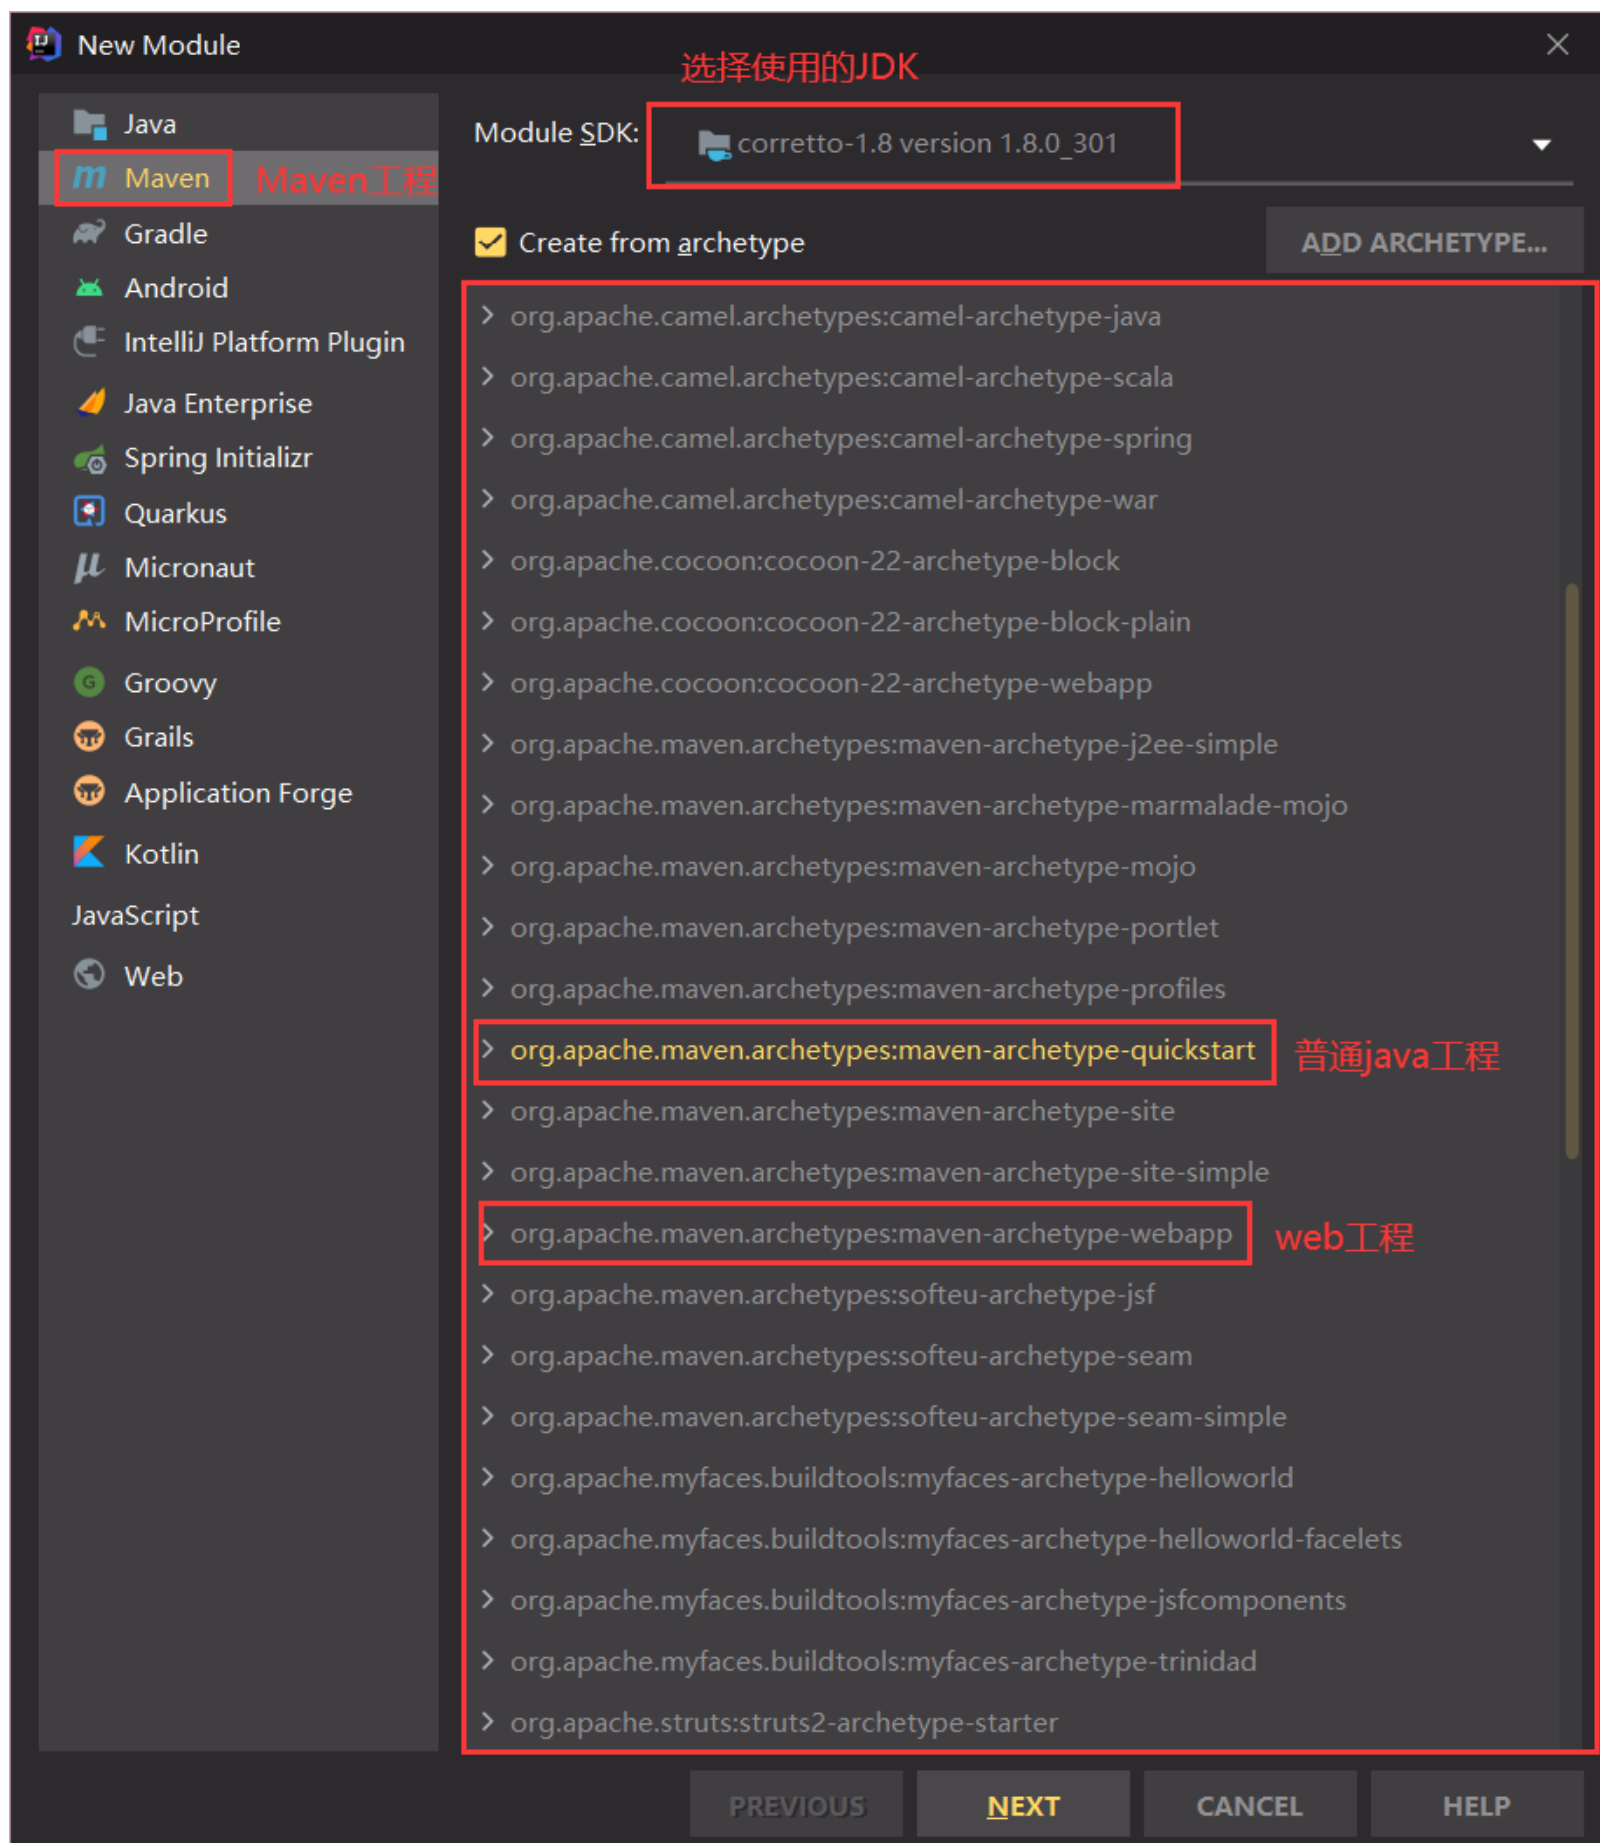 New Module
选择使用的JDK
Java
Maven
Maven工程
Gradle
Android
IntelliJ Platform Plugin
Java Enterprise
Spring Initializr
Quarkus
Micronaut
MicroProfile
Groovy
Grails
Application Forge
Kotlin
JavaScript
Web
Module SDK:
corretto-1.8 version 1.8.0_301
Create from archetype
ADD ARCHETYPE...
org.apache.camel.archetypes:camel-archetype-java
org.apache.camel.archetypes:camel-archetype-scala
org.apache.camel.archetypes:camel-archetype-spring
org.apache.camel.archetypes:camel-archetype-war
org.apache.cocoon:cocoon-22-archetype-block
org.apache.cocoon:cocoon-22-archetype-block-plain
org.apache.cocoon:cocoon-22-archetype-webapp
org.apache.maven.archetypes:maven-archetype-j2ee-simple
org.apache.maven.archetypes:maven-archetype-marmalade-mojo
org.apache.maven.archetypes:maven-archetype-mojo
org.apache.maven.archetypes:maven-archetype-portlet
org.apache.maven.archetypes:maven-archetype-profiles
org.apache.maven.archetypes:maven-archetype-quickstart 普通java工程
org.apache.maven.archetypes:maven-archetype-site
org.apache.maven.archetypes:maven-archetype-site-simple
org.apache.maven.archetypes:maven-archetype-webapp web工程
org.apache.maven.archetypes:softeu-archetype-jsf
org.apache.maven.archetypes:softeu-archetype-seam
org.apache.maven.archetypes:softeu-archetype-seam-simple
org.apache.myfaces.buildtools:myfaces-archetype-helloworld
org.apache.myfaces.buildtools:myfaces-archetype-helloworld-facelets
org.apache.myfaces.buildtools:myfaces-archetype-jsfcomponents
org.apache.myfaces.buildtools:myfaces-archetype-trinidad
org.apache.struts:struts2-archetype-starter
PREVIOUS
NEXT
CANCEL
HELP